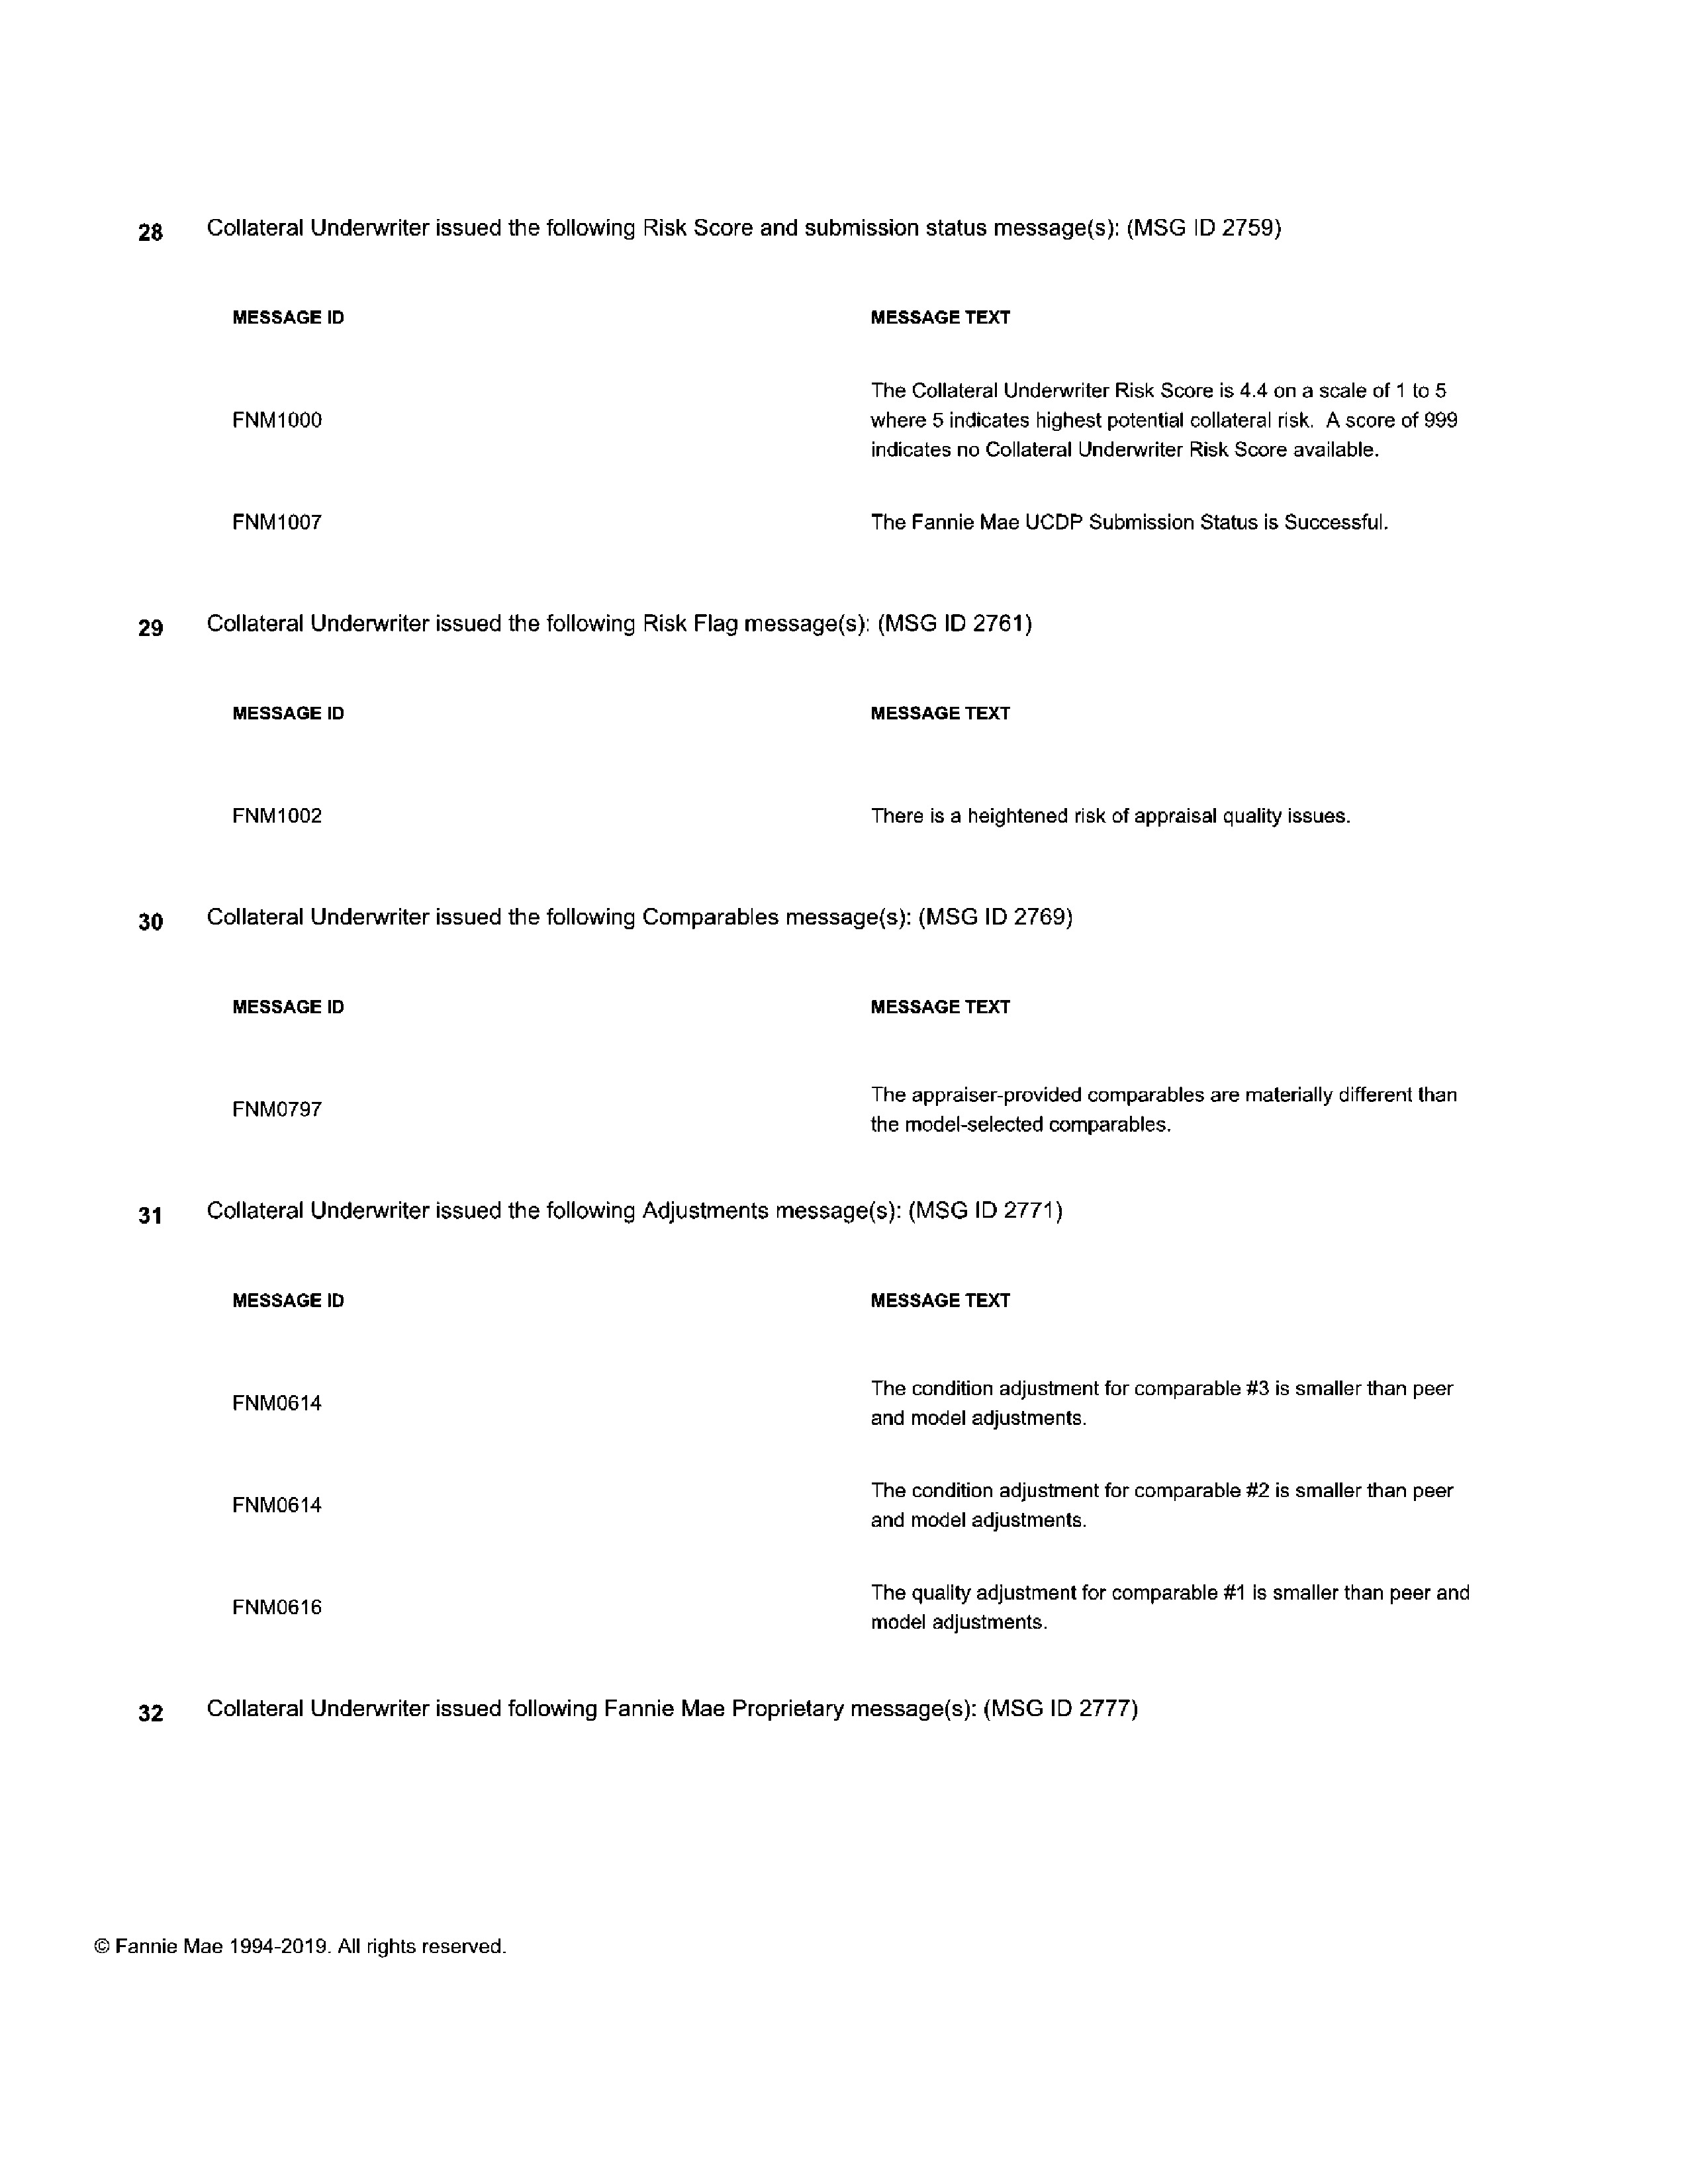 28 Collateral Underwriter issued the following Risk Score and submission status message(s): (MSG ID 2759)
MESSAGE ID MESSAGE TEXT
The Collateral Underwriter Risk Score is 4.4 on a scale of 1 to 5
FNM1000 where 5 indicates highest potential collateral risk. A score of 999
indicates no Collateral Underwriter Risk Score available.
FNM1007 The Fannie Mae UCDP Submission Status is Successful.
29 Collateral Underwriter issued the following Risk Flag message(s): (MSG ID 2761)
MESSAGE ID MESSAGE TEXT
FNM1002 There is a heightened risk of appraisal quality issues.
30 Collateral Underwriter issued the following Comparables message(s): (MSG ID 2769)
MESSAGE ID MESSAGE TEXT
FNM0797
The appraiser-provided comparables are materially different than
the model-selected comparables.
31 Collateral Underwriter issued the following Adjustments message(s): (MSG ID 2771)
MESSAGE ID MESSAGE TEXT
FNM0614
The condition adjustment for comparable #3 is smaller than peer
and model adjustments.
FNM0614
The condition adjustment for comparable #2 is smaller than peer
and model adjustments.
FNM0616
The quality adjustment for comparable #1 is smaller than peer and
model adjustments.
32 Collateral Underwriter issued following Fannie Mae Proprietary message(s): (MSG ID 2777)
© Fannie Mae 1994-2019. All rights reserved.